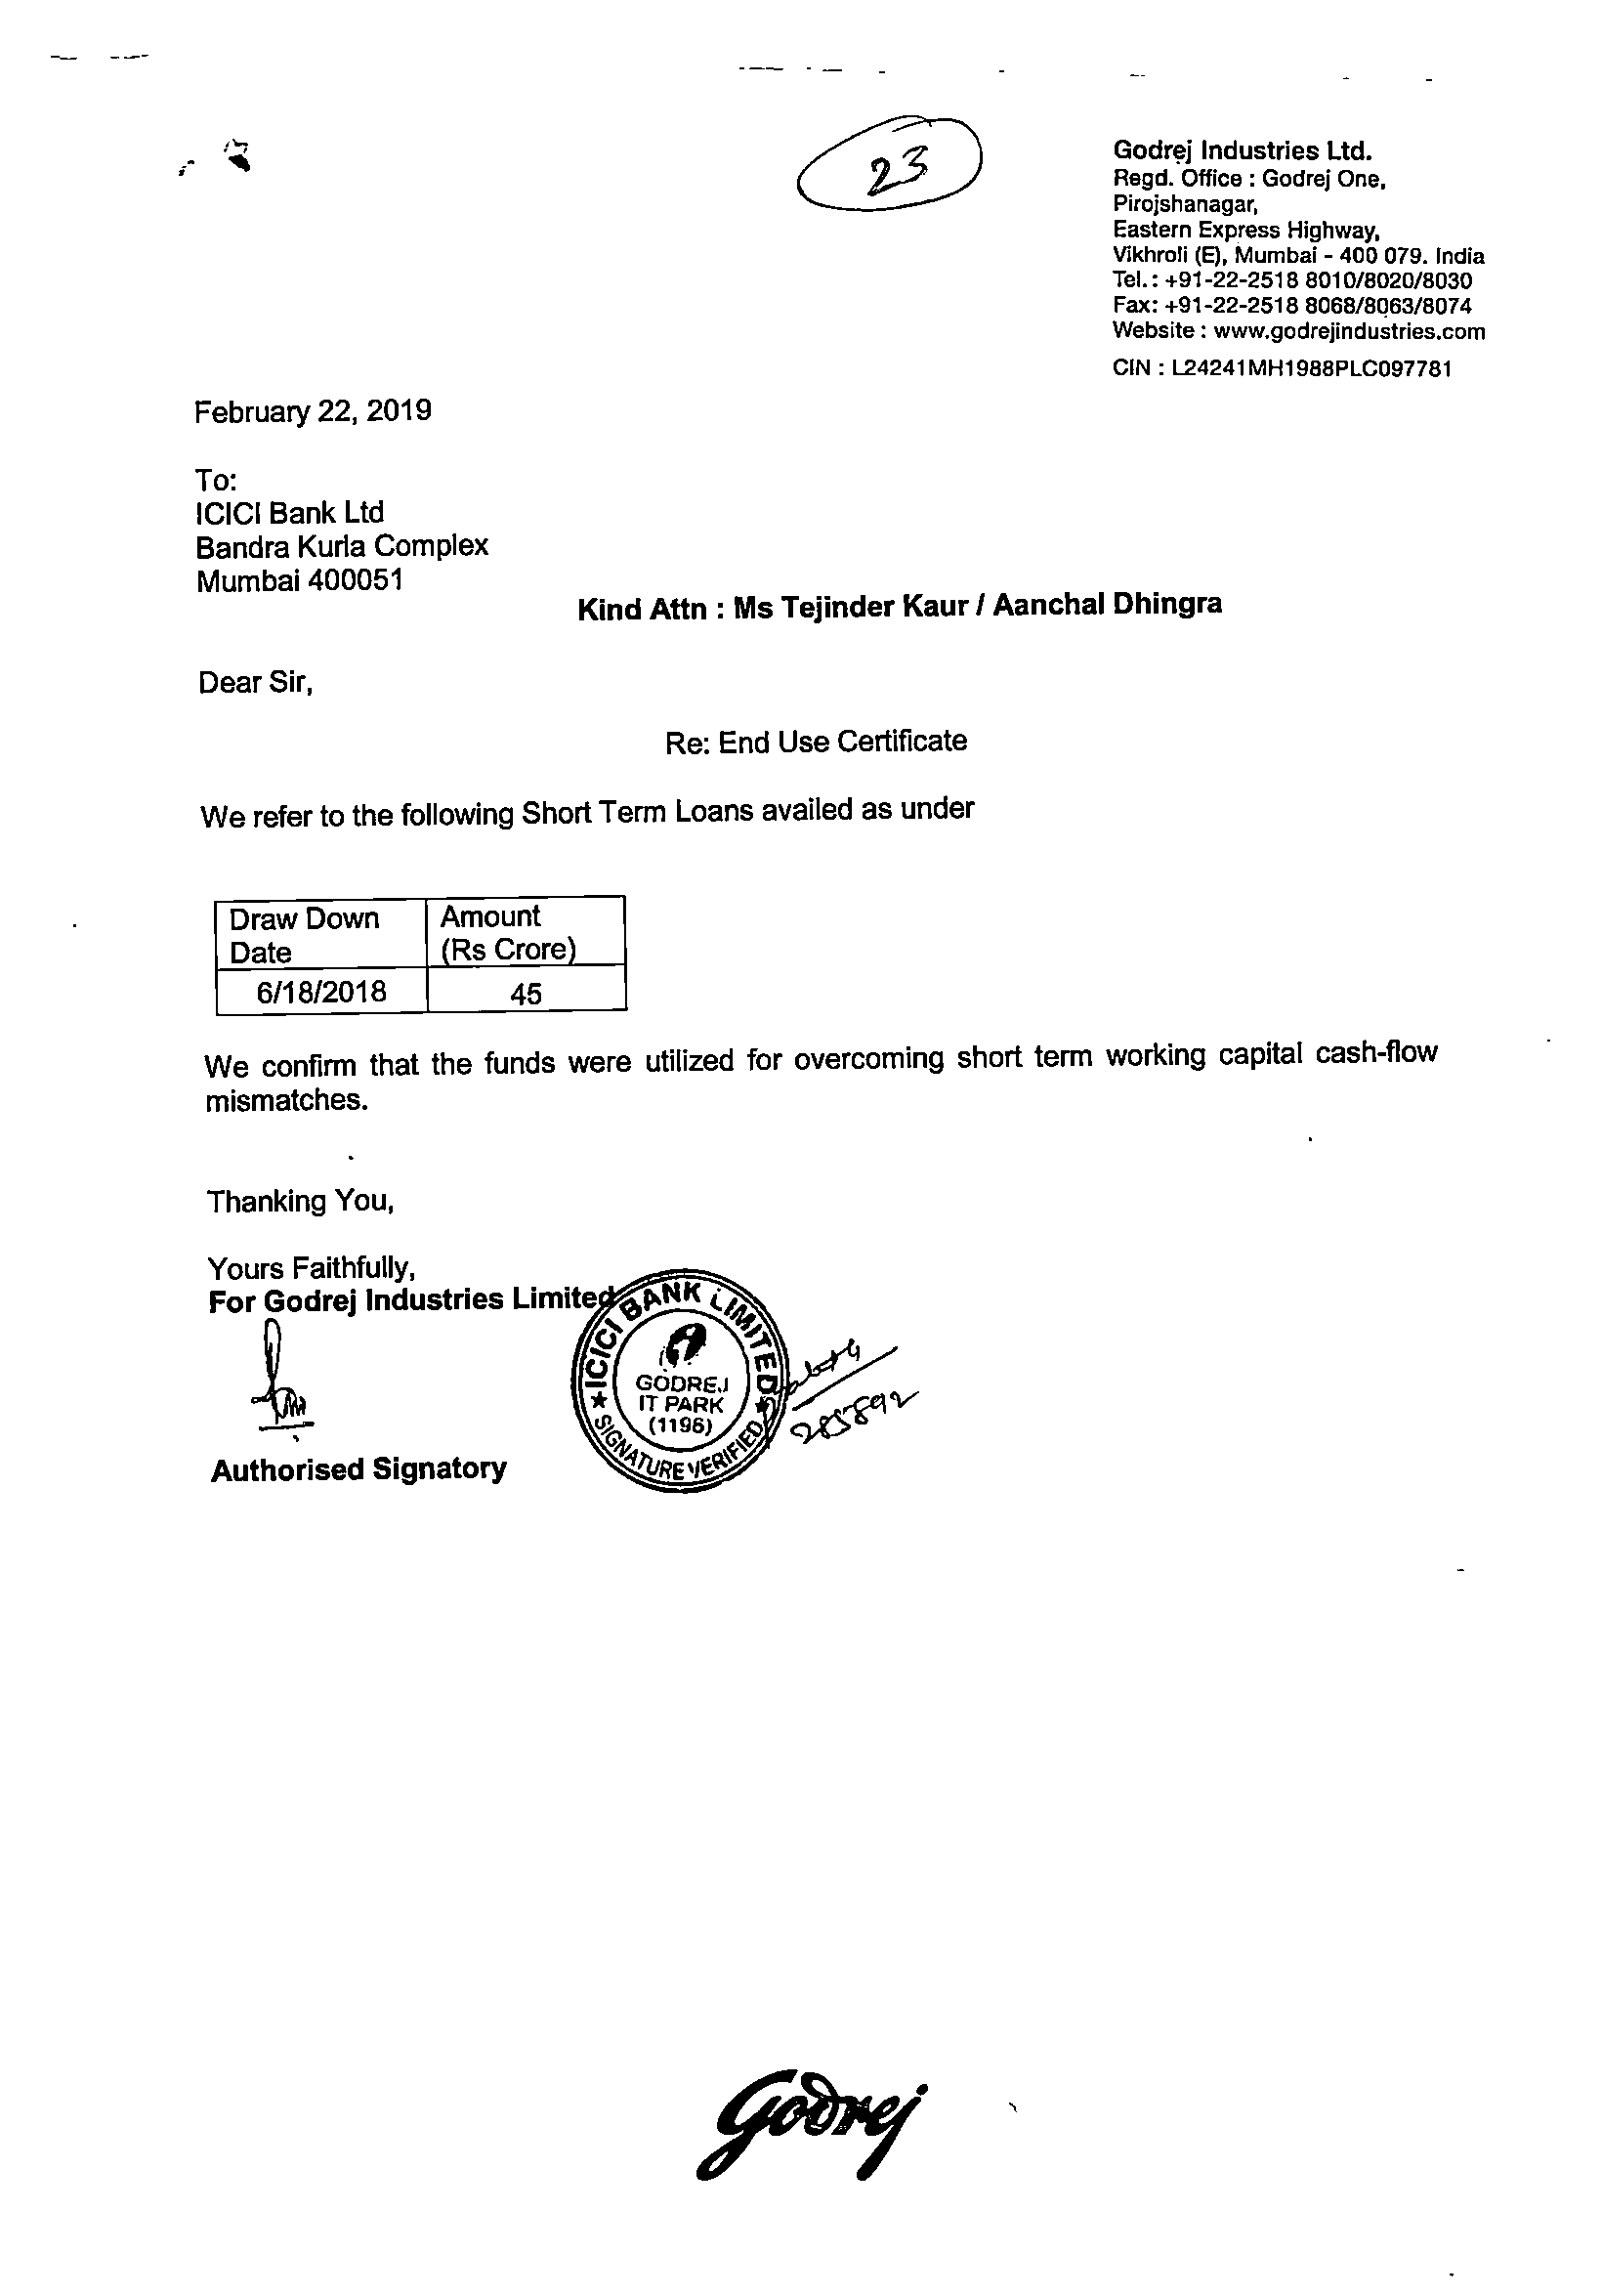 23
Godrej Industries Ltd.
Regd. Office : Godrej One,
Pirojshanagar,
Eastern Express Highway,
Vikhroli (E), Mumbai - 400 079. India
Tel.: +91-22-2518 8010/8020/8030
Fax: +91-22-2518 8068/8063/8074
Website : www.godrejindustries.com
CIN : L24241MH1988PLC097781
February 22, 2019
To:
ICICI Bank Ltd
Bandra Kurla Complex
Mumbai 400051
Kind Attn : Ms Tejinder Kaur / Aanchal Dhingra
Dear Sir,
Re: End Use Certificate
We refer to the following Short Term Loans availed as under
Draw Down Amount
Date (Rs Crore)
6/18/2018 45
We confirm that the funds were utilized for overcoming short term working capital cash-flow
mismatches.
Thanking You,
Yours Faithfully,
For Godrej Industries Limited
ICICI BANK LIMITED
GODREJ
IT PARK
(1196)
SIGNATURE VERIFIED
285892
Authorised Signatory
Godrej